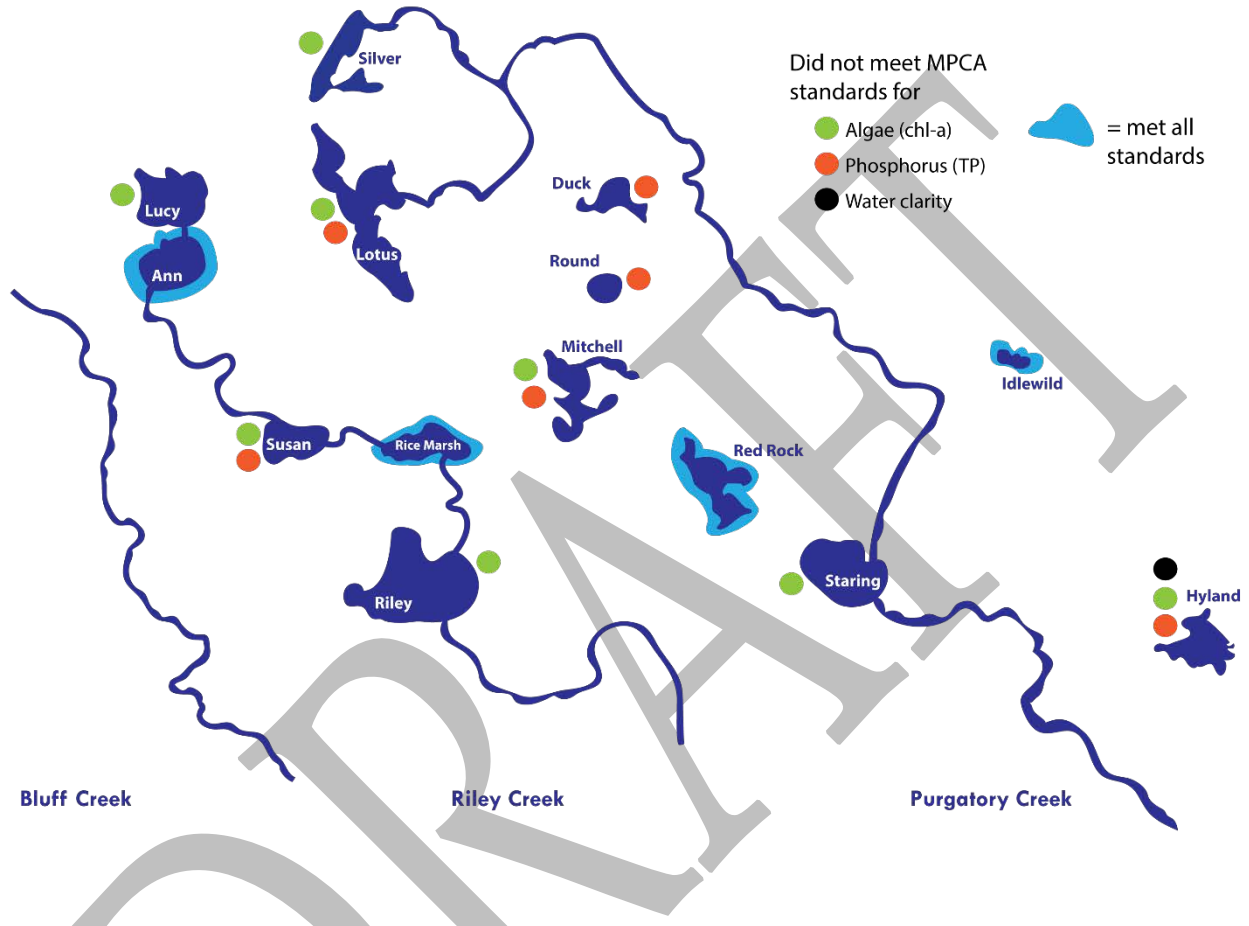 Silver
Did not meet MPCA
standards for
Algae (chl-a)
Phosphorus (TP)
Water clarity
= met all
standards
Duck
Lucy
Lotus
Ann
Round
Mitchell
Idlewild
Susan
Rice Marsh
Red Rock
Riley
Staring
Hyland
Bluff Creek
Riley Creek
Purgatory Creek
DRAFT